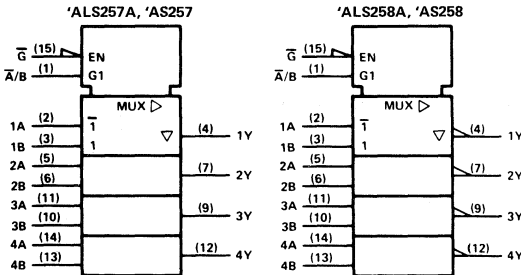 'ALS257A, 'AS257
G̅ (15) EN
A̅/B (1) G1
MUX ▷
1A (2) 1̅ ▽ (4) 1Y
1B (3) 1
2A (5) (7) 2Y
2B (6)
3A (11) (9) 3Y
3B (10)
4A (14) (12) 4Y
4B (13)
'ALS258A, 'AS258
G̅ (15) EN
A̅/B (1) G1
MUX ▷
1A (2) 1̅ ▽ (4) 1Y
1B (3) 1
2A (5) (7) 2Y
2B (6)
3A (11) (9) 3Y
3B (10)
4A (14) (12) 4Y
4B (13)